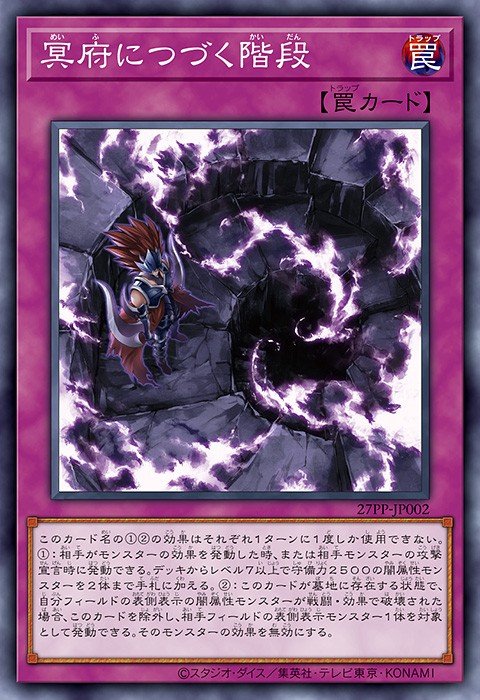 冥府につづく階段
罠
【罠カード】
27PP-JP002
このカード名の①②の効果はそれぞれ1ターンに1度しか使用できない。
①:相手がモンスターの効果を発動した時、または相手モンスターの攻撃
宣言時に発動できる。デッキからレベル7以上で守備力2500の闇属性モン
スターを2体まで手札に加える。②:このカードが墓地に存在する状態で、
自分フィールドの表側表示の闇属性モンスターが戦闘・効果で破壊された
場合、このカードを除外し、相手フィールドの表側表示モンスター1体を対象
として発動できる。そのモンスターの効果を無効にする。
©スタジオ・ダイス/集英社・テレビ東京・KONAMI